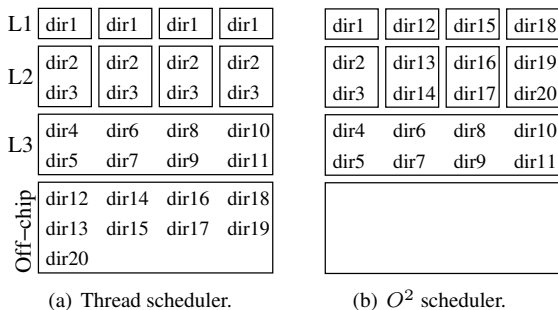 L1 dir1 dir1 dir1 dir1 dir1 dir12 dir15 dir18
L2 dir2 dir2 dir2 dir2 dir2 dir13 dir16 dir19
dir3 dir3 dir3 dir3 dir3 dir14 dir17 dir20
L3 dir4 dir6 dir8 dir10 dir4 dir6 dir8 dir10
dir5 dir7 dir9 dir11 dir5 dir7 dir9 dir11
Off−chip
dir12 dir14 dir16 dir18
dir13 dir15 dir17 dir19
dir20
(a) Thread scheduler. (b) O² scheduler.